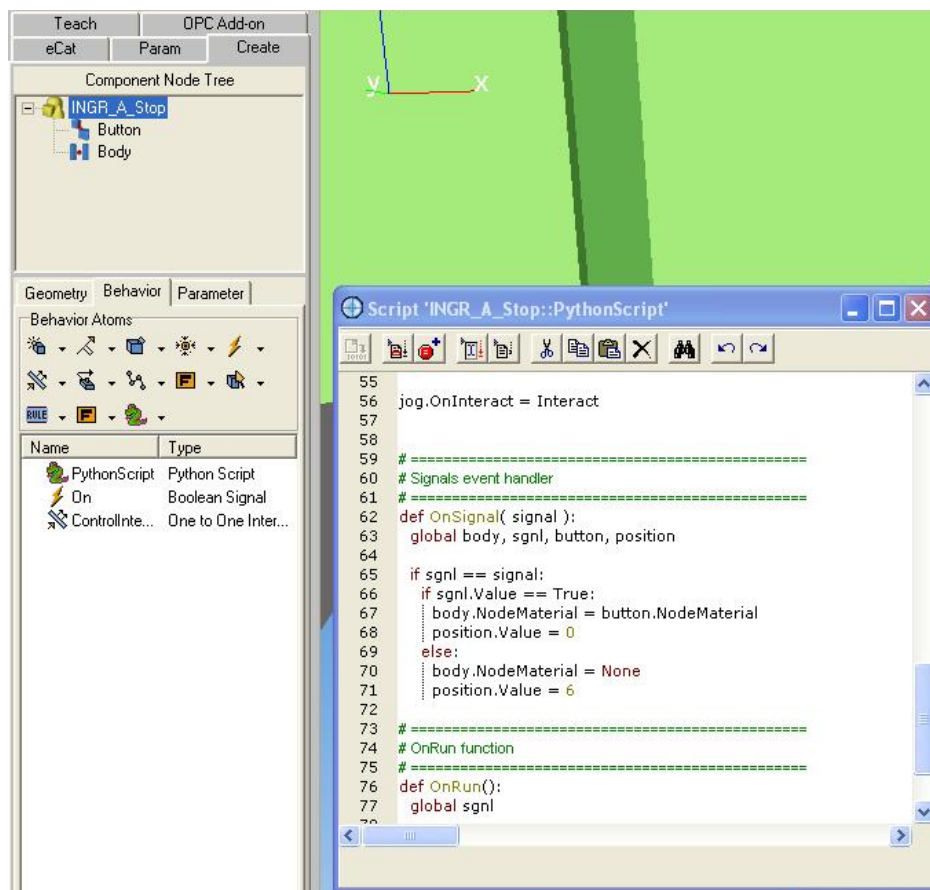 Teach OPC Add-on
eCat Param Create
Component Node Tree
INGR_A_Stop
Button
Body
Geometry Behavior Parameter
Behavior Atoms
RULE F F
Name Type
PythonScript Python Script
On Boolean Signal
ControlInte... One to One Inter...
y x
Script 'INGR_A_Stop::PythonScript'
55
56 jog.OnInteract = Interact
57
58
59 # ================================================
60 # Signals event handler
61 # ================================================
62 def OnSignal( signal ):
63 global body, sgnl, button, position
64
65 if sgnl == signal:
66 if sgnl.Value == True:
67 body.NodeMaterial = button.NodeMaterial
68 position.Value = 0
69 else:
70 body.NodeMaterial = None
71 position.Value = 6
72
73 # ================================================
74 # OnRun function
75 # ================================================
76 def OnRun():
77 global sgnl